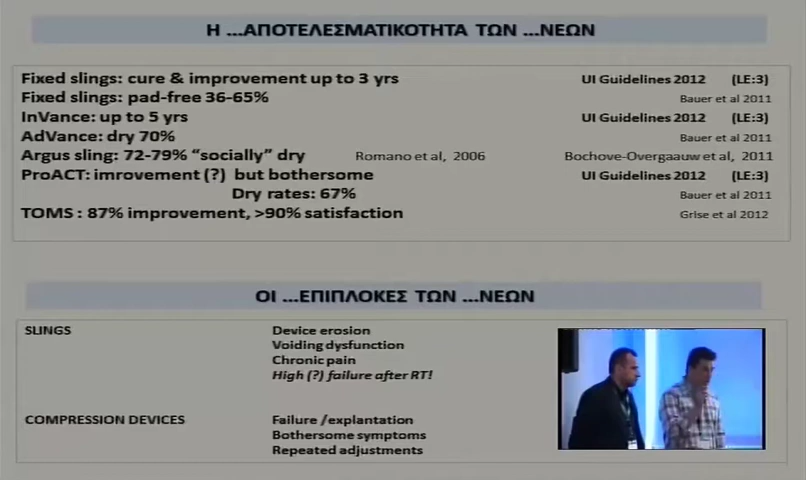 Η ...ΑΠΟΤΕΛΕΣΜΑΤΙΚΟΤΗΤΑ ΤΩΝ ...ΝΕΩΝ
Fixed slings: cure & improvement up to 3 yrs UI Guidelines 2012 (LE:3)
Fixed slings: pad-free 36-65% Bauer et al 2011
InVance: up to 5 yrs UI Guidelines 2012 (LE:3)
AdVance: dry 70% Bauer et al 2011
Argus sling: 72-79% “socially” dry Romano et al, 2006 Bochove-Overgaauw et al, 2011
ProACT: imrovement (?) but bothersome UI Guidelines 2012 (LE:3)
Dry rates: 67% Bauer et al 2011
TOMS : 87% improvement, >90% satisfaction Grise et al 2012
ΟΙ ...ΕΠΙΠΛΟΚΕΣ ΤΩΝ ...ΝΕΩΝ
SLINGS Device erosion
Voiding dysfunction
Chronic pain
High (?) failure after RT!
COMPRESSION DEVICES Failure /explantation
Bothersome symptoms
Repeated adjustments